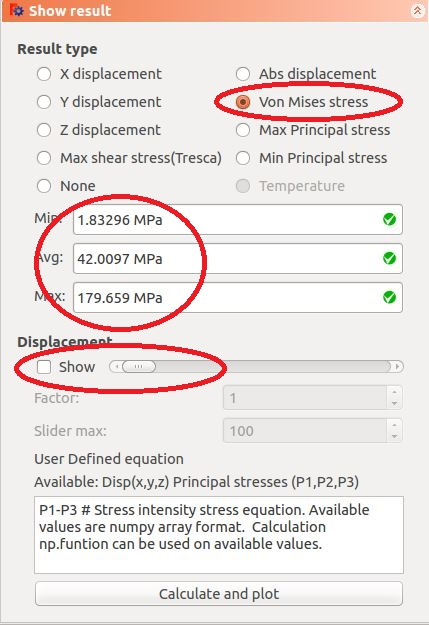 Show result
Result type
X displacement
Abs displacement
Y displacement
Von Mises stress
Z displacement
Max Principal stress
Max shear stress(Tresca)
Min Principal stress
None
Temperature
Min: 1.83296 MPa
Avg: 42.0097 MPa
Max: 179.659 MPa
Displacement
Show
Factor: 1
Slider max: 100
User Defined equation
Available: Disp(x,y,z) Principal stresses (P1,P2,P3)
P1-P3 # Stress intensity stress equation. Available
values are numpy array format.  Calculation
np.funtion can be used on available values.
Calculate and plot